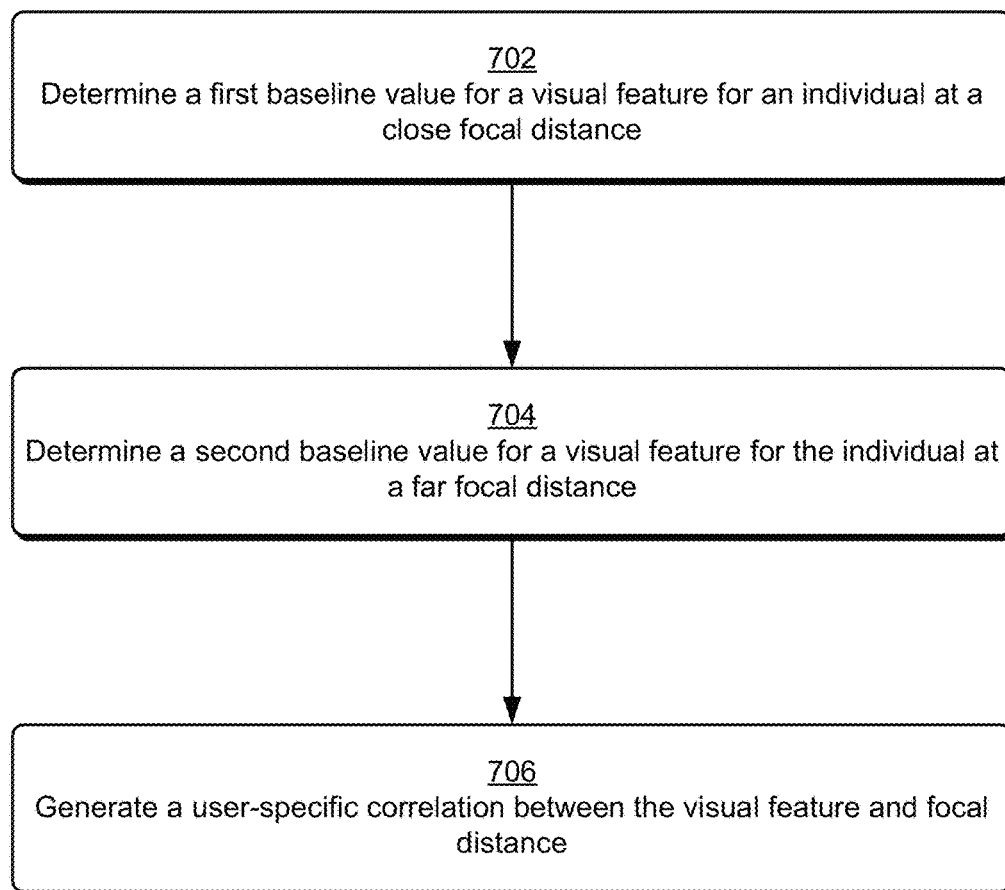 702
Determine a first baseline value for a visual feature for an individual at a
close focal distance
704
Determine a second baseline value for a visual feature for the individual at
a far focal distance
706
Generate a user-specific correlation between the visual feature and focal
distance